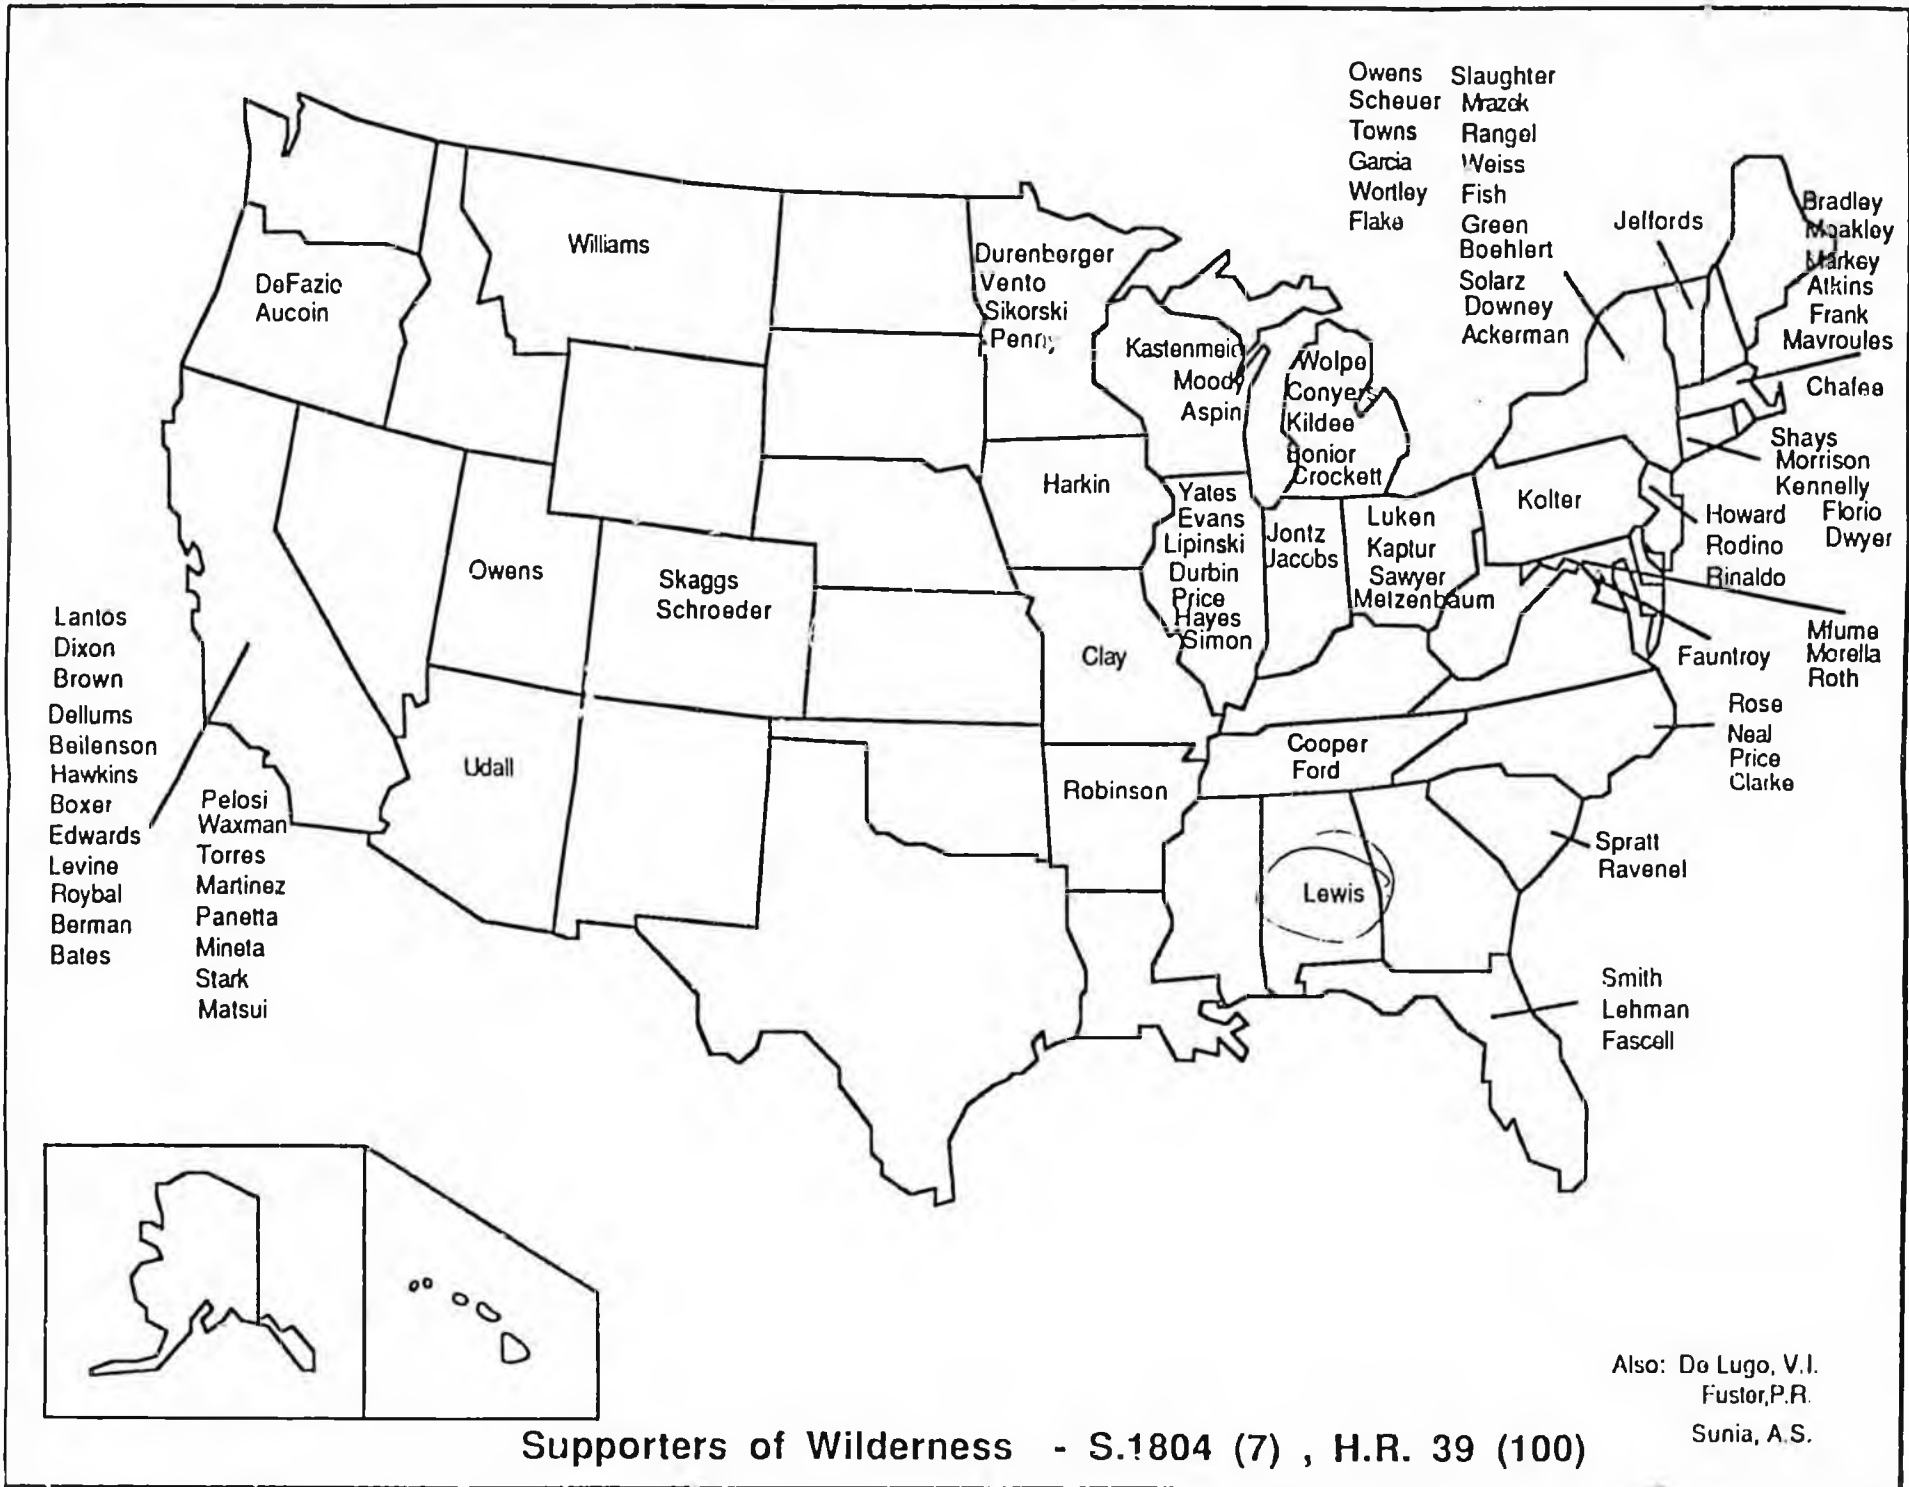 Owens Slaughter
Scheuer Mrazek
Towns Rangel
Garcia Weiss
Wortley Fish
Flake Green
Boehlert
Solarz
Downey
Ackerman
Jeffords
Bradley
Moakley
Markey
Atkins
Frank
Mavroules
Chafee
Shays
Morrison
Kennelly
Howard Florio
Rodino Dwyer
Rinaldo
Mfume
Morella
Roth
Fauntroy
Rose
Neal
Price
Clarke
Spratt
Ravenel
Smith
Lehman
Fascell
Williams
DeFazio
Aucoin
Durenberger
Vento
Sikorski
Penny
Moody
Aspin
Wolpe
Conyers
Kildee
Bonior
Crockett
Harkin
Yates
Evans
Lipinski
Durbin
Price
Hayes
Simon
Jontz
Jacobs
Luken
Kaptur
Sawyer
Metzenbaum
Kolter
Owens
Skaggs
Schroeder
Clay
Udall
Robinson
Cooper
Ford
Lewis
Lantos
Dixon
Brown
Dellums
Beilenson
Hawkins
Boxer
Edwards
Levine
Roybal
Berman
Bates
Pelosi
Waxman
Torres
Martinez
Panetta
Mineta
Stark
Matsui
Also: De Lugo, V.I.
Fuster,P.R.
Sunia, A.S.
Supporters of Wilderness - S.1804 (7) , H.R. 39 (100)